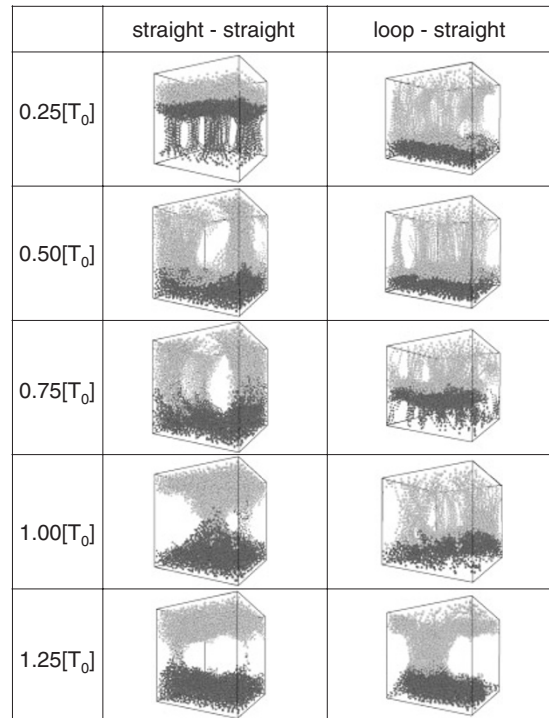 straight - straight loop - straight
0.25[T₀]
0.50[T₀]
0.75[T₀]
1.00[T₀]
1.25[T₀]